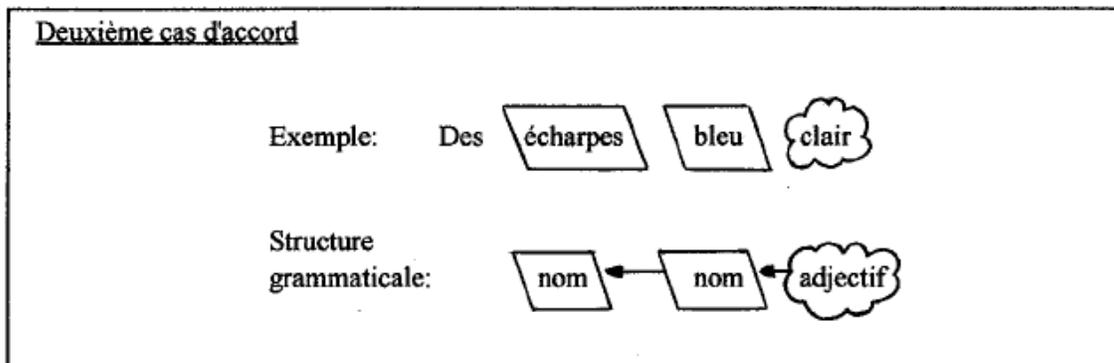 Deuxième cas d'accord
Exemple: Des écharpes bleu clair
Structure
grammaticale: nom nom adjectif